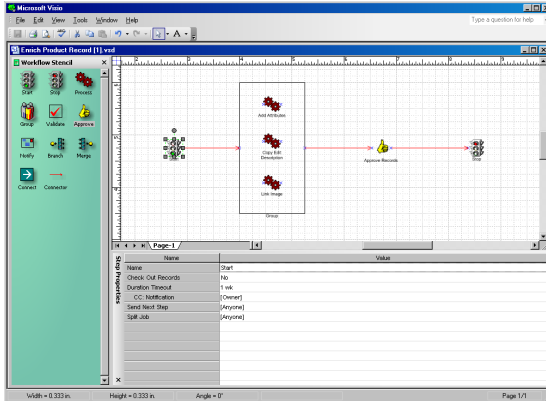 Microsoft Visio
File Edit View Tools Window Help
Type a question for help
Enrich Product Record [1].vsd
Workflow Stencil
Start Stop Process
Group Validate Approve
Notify Branch Merge
Connect Connector
Add Attributes
Copy Edit
Description
Link Image
Group
Approve Records
Stop
Page-1
Step Properties
Name Value
Name Start
Check Out Records No
Duration Timeout 1 wk
CC: Notification [Owner]
Send Next Step [Anyone]
Split Job [Anyone]
Width = 0.333 in. Height = 0.333 in. Angle = 0° Page 1/1